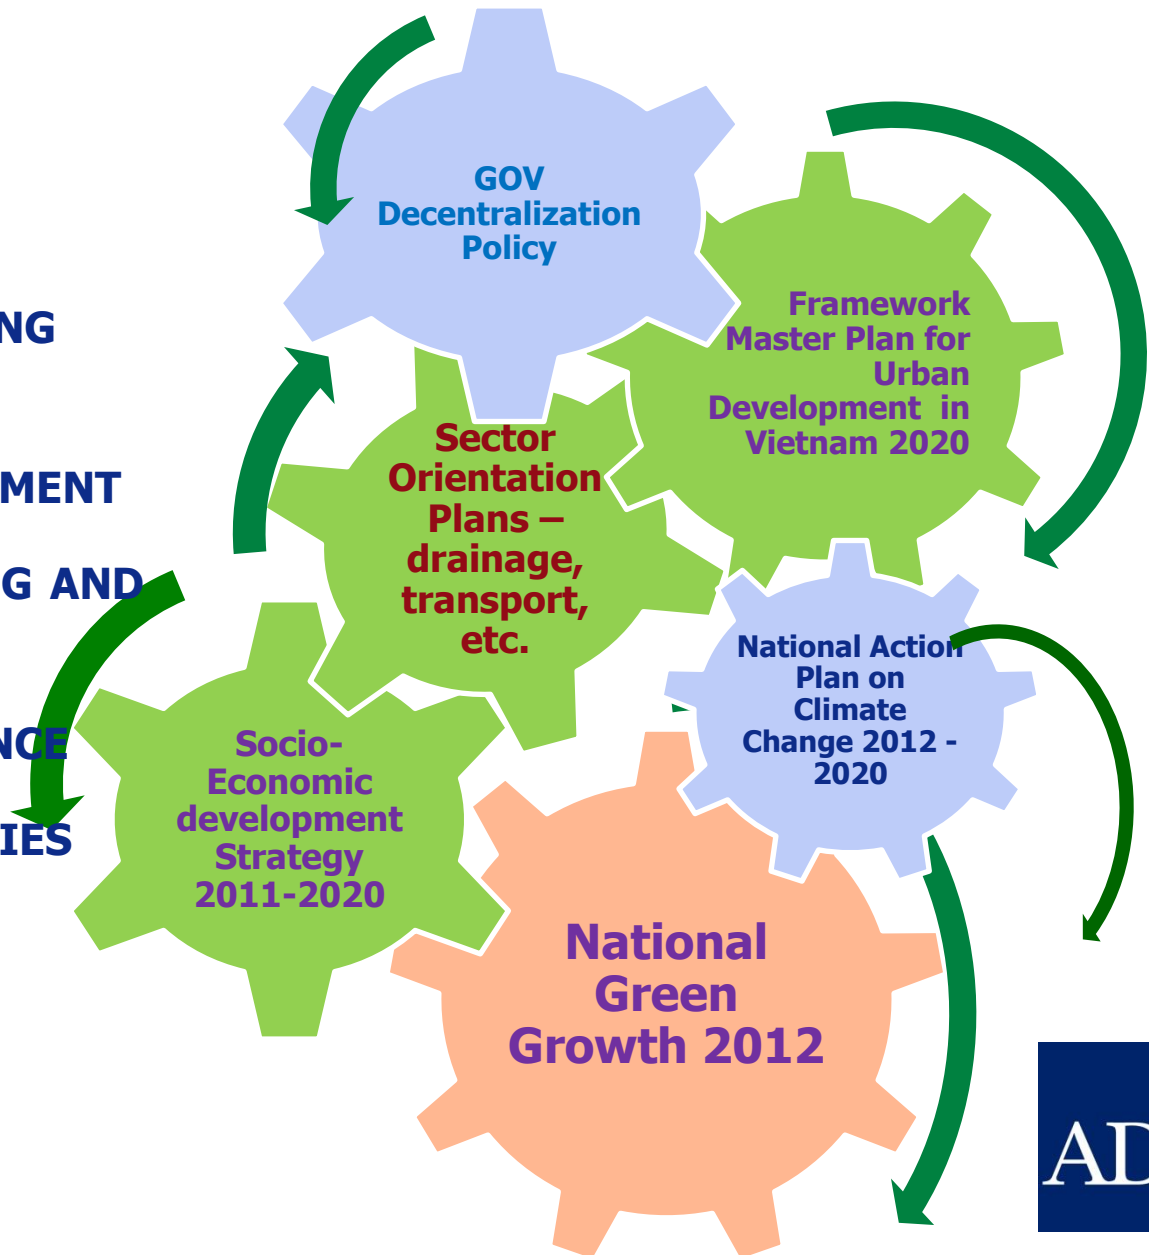 GOV
Decentralization
Policy
Framework
Master Plan for
Urban
Development in
Vietnam 2020
Sector
Orientation
Plans –
drainage,
transport,
etc.
National Action
Plan on
Climate
Change 2012 -
2020
Socio-
Economic
development
Strategy
2011-2020
National
Green
Growth 2012
NG
MENT
G AND
NCE
IES
AD